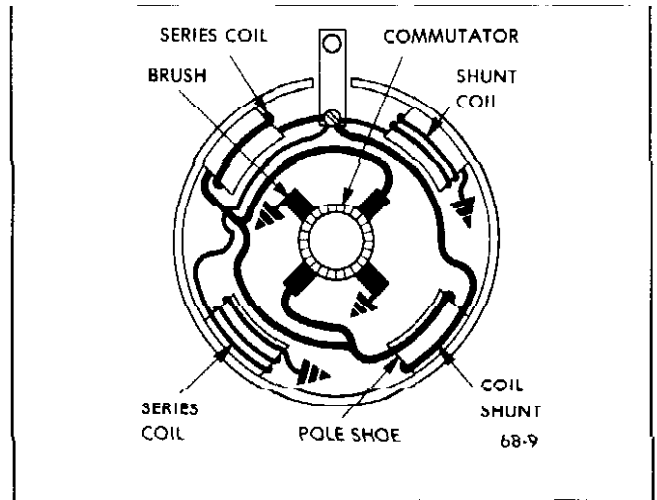 SERIES COIL
COMMUTATOR
BRUSH
SHUNT
COIL
SERIES
COIL
POLE SHOE
COIL
SHUNT
68-9